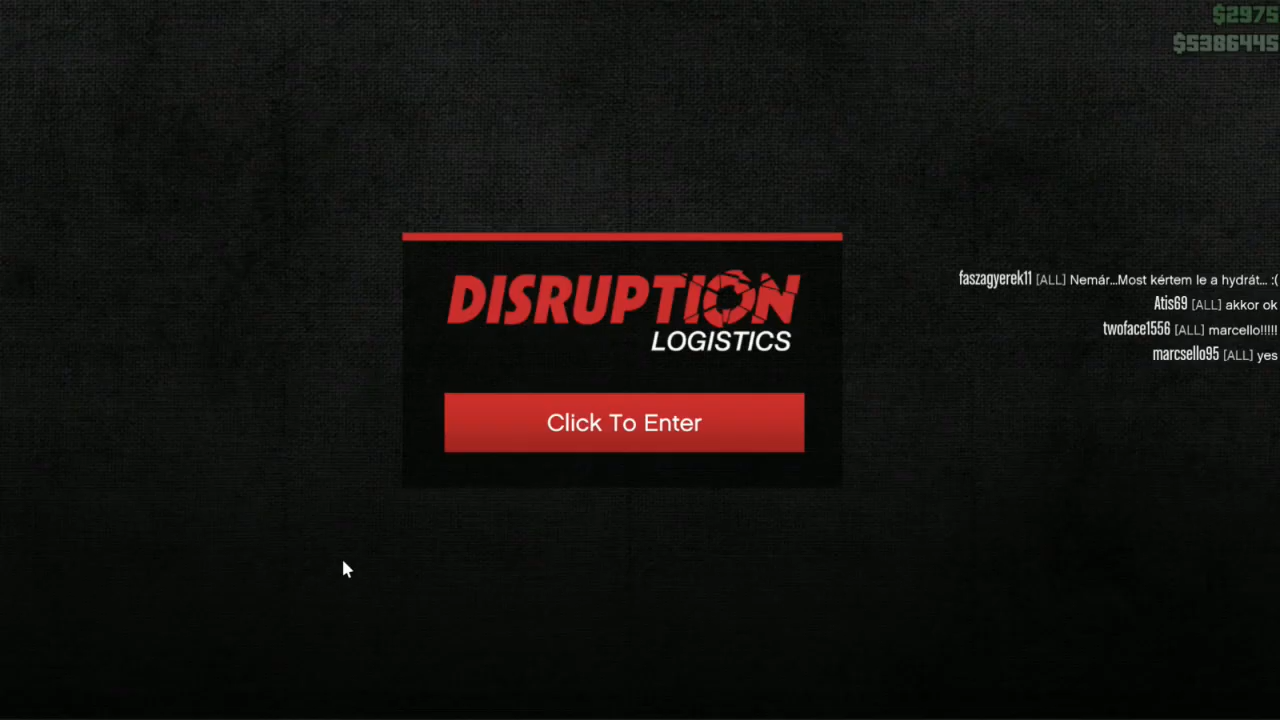 $2975
$5386445
DISRUPTION
LOGISTICS
Click To Enter
faszagyerek11 [ALL] Nemár...Most kértem le a hydrát... :(
Atis69 [ALL] akkor ok
twoface1556 [ALL] marcello!!!!!
marcsello95 [ALL] yes